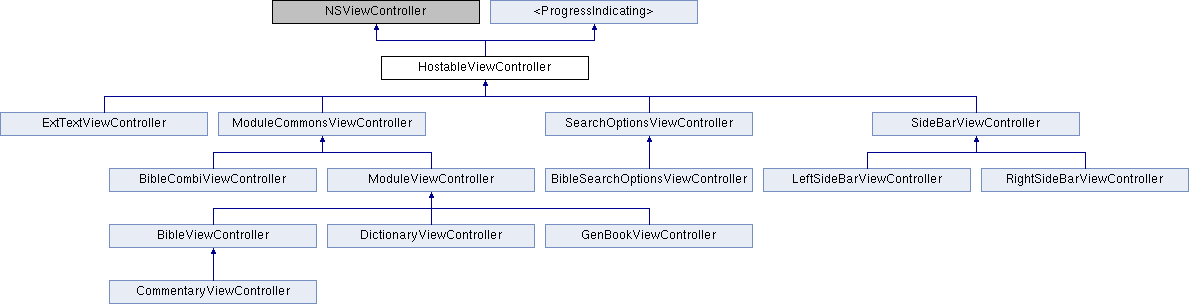 NSViewController
<ProgressIndicating>
HostableViewController
ExtTextViewController
ModuleCommonsViewController
SearchOptionsViewController
SideBarViewController
BibleCombiViewController
ModuleViewController
BibleSearchOptionsViewController
LeftSideBarViewController
RightSideBarViewController
BibleViewController
DictionaryViewController
GenBookViewController
CommentaryViewController